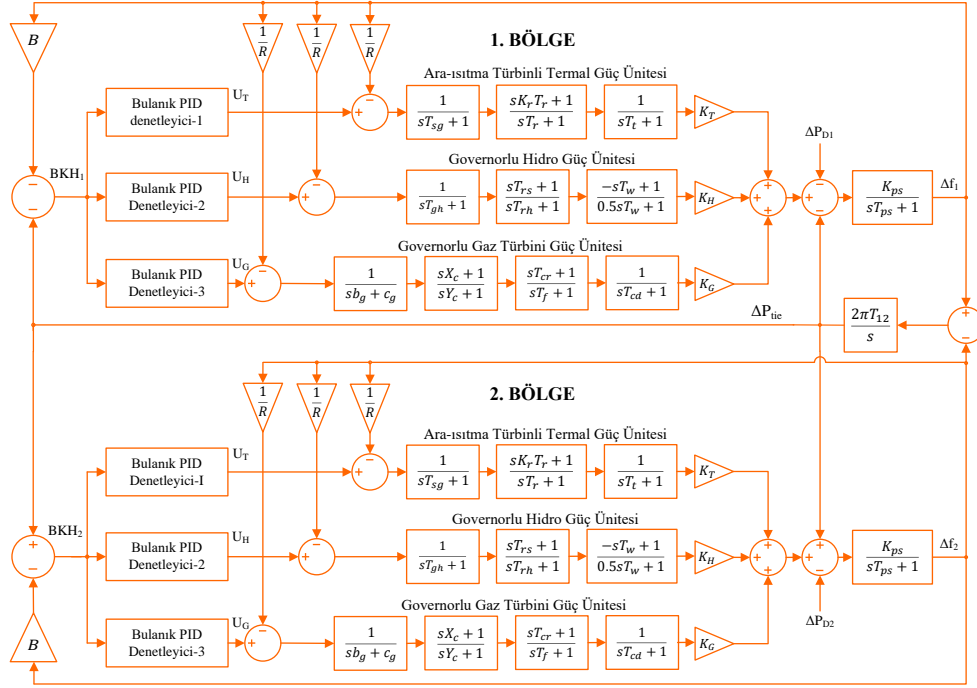 B
1/R
1/R
1/R
1. BÖLGE
Ara-ısıtma Türbinli Termal Güç Ünitesi
Bulanık PID
denetleyici-1
U_T
−
+
1/(sT_sg + 1)
(sK_rT_r + 1)/(sT_r + 1)
1/(sT_t + 1)
K_T
ΔP_D1
Governorlu Hidro Güç Ünitesi
−
−
BKH_1
Bulanık PID
Denetleyici-2
U_H
−
+
1/(sT_gh + 1)
(sT_rs + 1)/(sT_rh + 1)
(-sT_w + 1)/(0.5sT_w + 1)
K_H
+
+
+
−
+
−
K_ps/(sT_ps + 1)
Δf_1
Governorlu Gaz Türbini Güç Ünitesi
Bulanık PID
Denetleyici-3
U_G
−
+
1/(sb_g + c_g)
(sX_c + 1)/(sY_c + 1)
(sT_cr + 1)/(sT_f + 1)
1/(sT_cd + 1)
K_G
ΔP_tie
2πT_12/s
+
−
1/R
1/R
1/R
2. BÖLGE
Ara-ısıtma Türbinli Termal Güç Ünitesi
Bulanık PID
Denetleyici-I
U_T
−
+
1/(sT_sg + 1)
(sK_rT_r + 1)/(sT_r + 1)
1/(sT_t + 1)
K_T
Governorlu Hidro Güç Ünitesi
+
−
BKH_2
Bulanık PID
Denetleyici-2
U_H
−
+
1/(sT_gh + 1)
(sT_rs + 1)/(sT_rh + 1)
(-sT_w + 1)/(0.5sT_w + 1)
K_H
+
+
+
+
+
−
K_ps/(sT_ps + 1)
Δf_2
Governorlu Gaz Türbini Güç Ünitesi
B
Bulanık PID
Denetleyici-3
U_G
−
+
1/(sb_g + c_g)
(sX_c + 1)/(sY_c + 1)
(sT_cr + 1)/(sT_f + 1)
1/(sT_cd + 1)
K_G
ΔP_D2